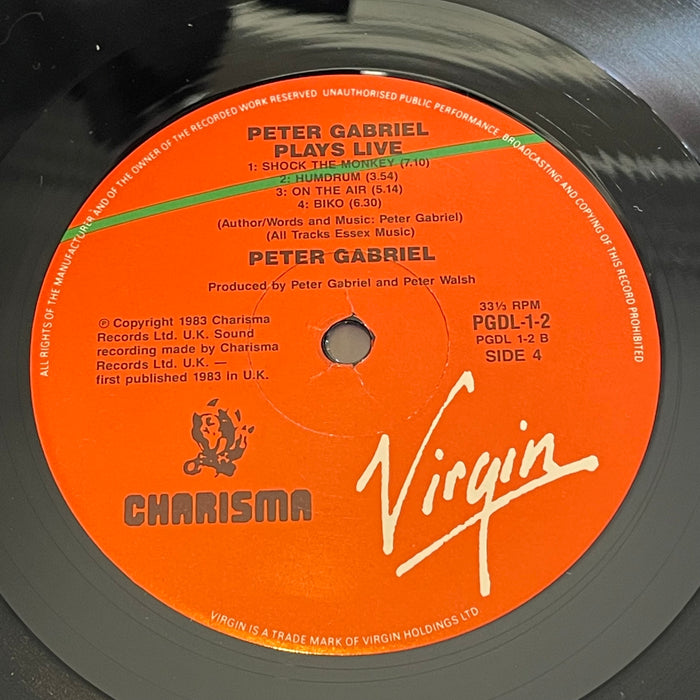 ALL RIGHTS OF THE MANUFACTURER AND OF THE OWNER OF THE RECORDED WORK RESERVED UNAUTHORISED PUBLIC PERFORMANCE, BROADCASTING AND COPYING OF THIS RECORD PROHIBITED
PETER GABRIEL
PLAYS LIVE
1: SHOCK THE MONKEY (7.10)
2: HUMDRUM (3.54)
3: ON THE AIR (5.14)
4: BIKO (6.30)
(Author/Words and Music: Peter Gabriel)
(All Tracks Essex Music)
PETER GABRIEL
Produced by Peter Gabriel and Peter Walsh
℗ Copyright 1983 Charisma
Records Ltd. U.K. Sound
recording made by Charisma
Records Ltd. U.K. —
first published 1983 in U.K.
33⅓ RPM
PGDL-1-2
PGDL 1-2 B
SIDE 4
CHARISMA
Virgin
VIRGIN IS A TRADE MARK OF VIRGIN HOLDINGS LTD